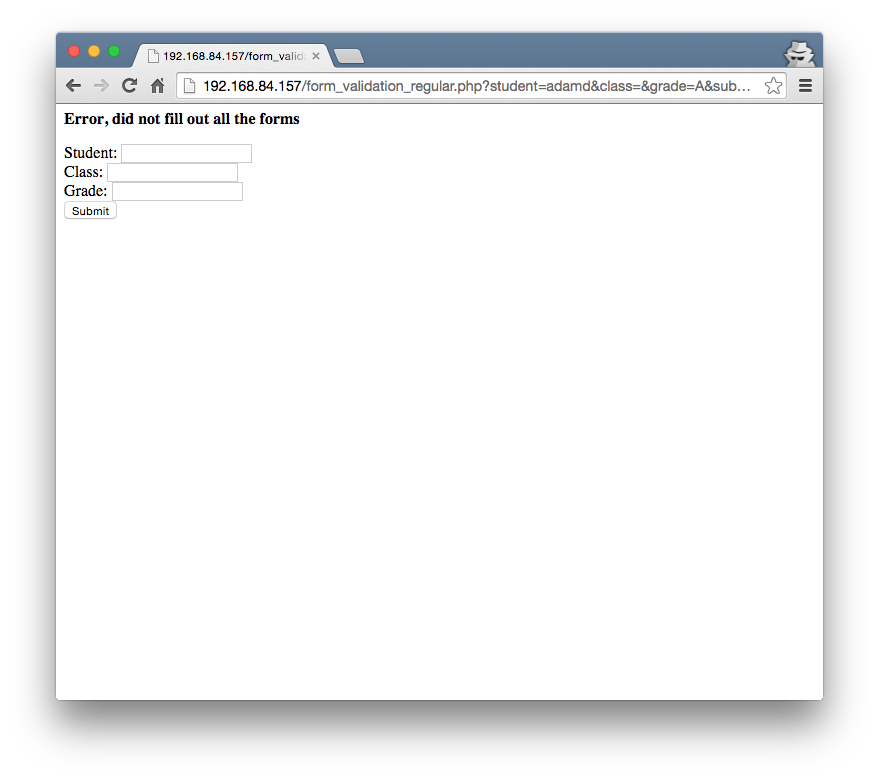 192.168.84.157/form_valid
192.168.84.157/form_validation_regular.php?student=adamd&class=&grade=A&sub...
Error, did not fill out all the forms
Student:
Class:
Grade:
Submit